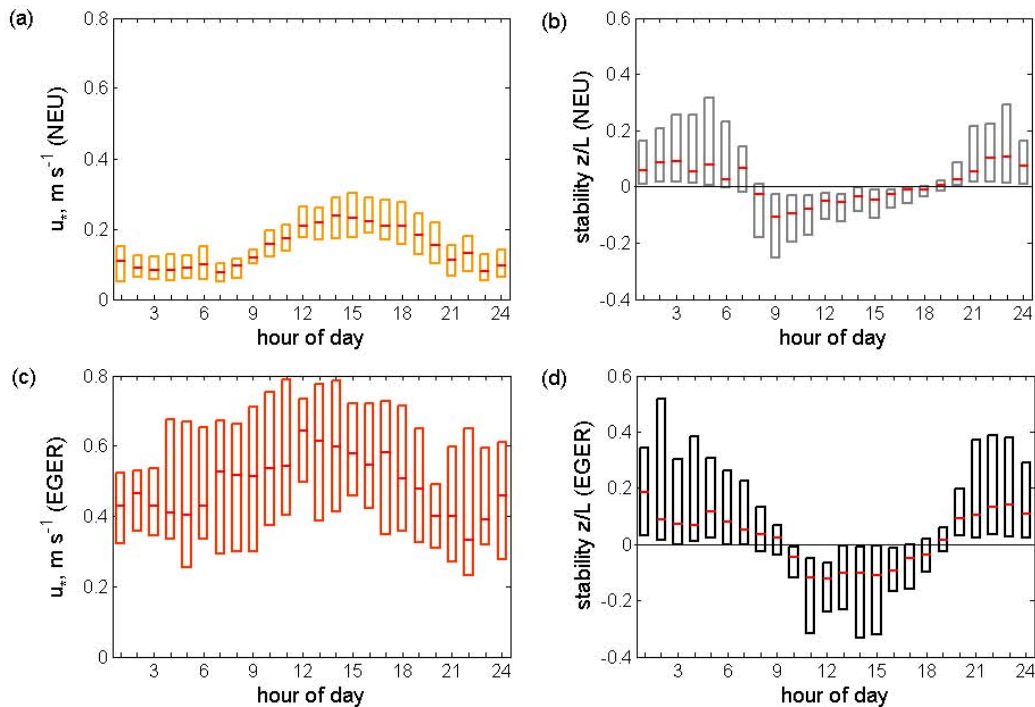 (a)
0.8
0.6
0.4
0.2
0
u*, m s⁻¹ (NEU)
3 6 9 12 15 18 21 24
hour of day
(b)
0.6
0.4
0.2
0
-0.2
-0.4
stability z/L (NEU)
3 6 9 12 15 18 21 24
hour of day
(c)
0.8
0.6
0.4
0.2
0
u*, m s⁻¹ (EGER)
3 6 9 12 15 18 21 24
hour of day
(d)
0.6
0.4
0.2
0
-0.2
-0.4
stability z/L (EGER)
3 6 9 12 15 18 21 24
hour of day